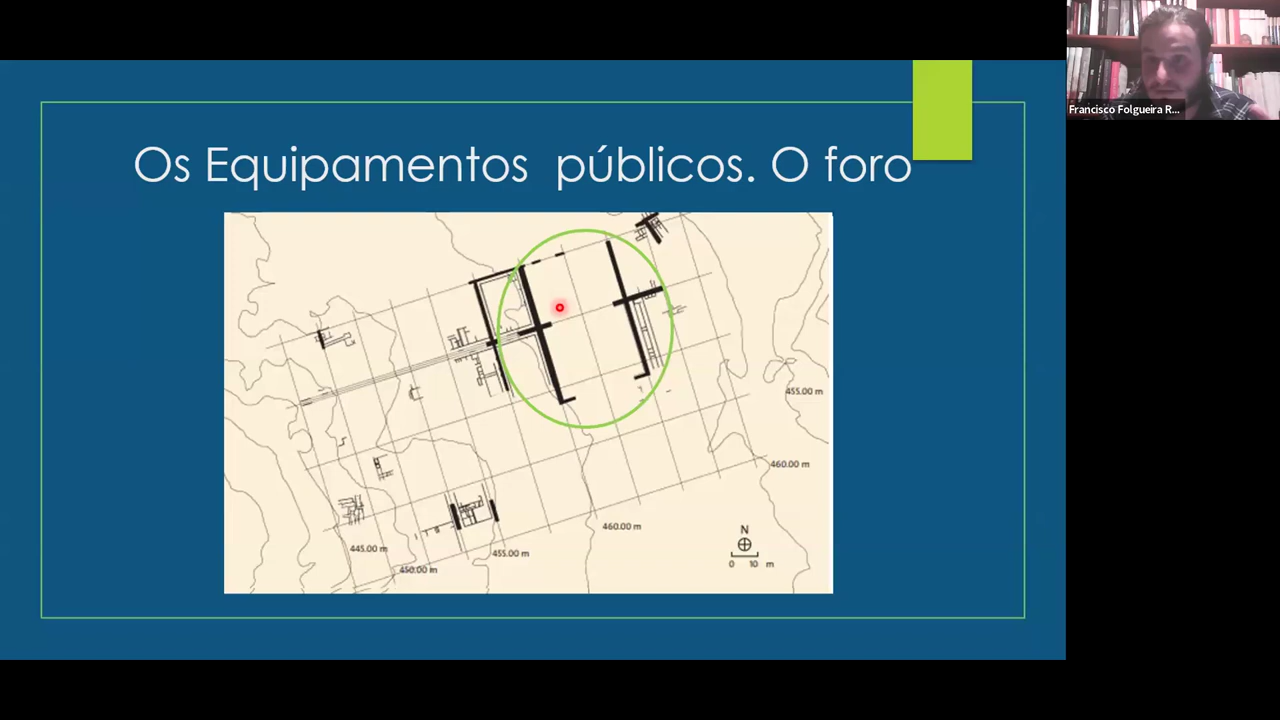 Os Equipamentos  públicos. O foro
Francisco Folgueira R...
455.00 m
460.00 m
460.00 m
N
445.00 m
455.00 m
450.00 m
0 10 m